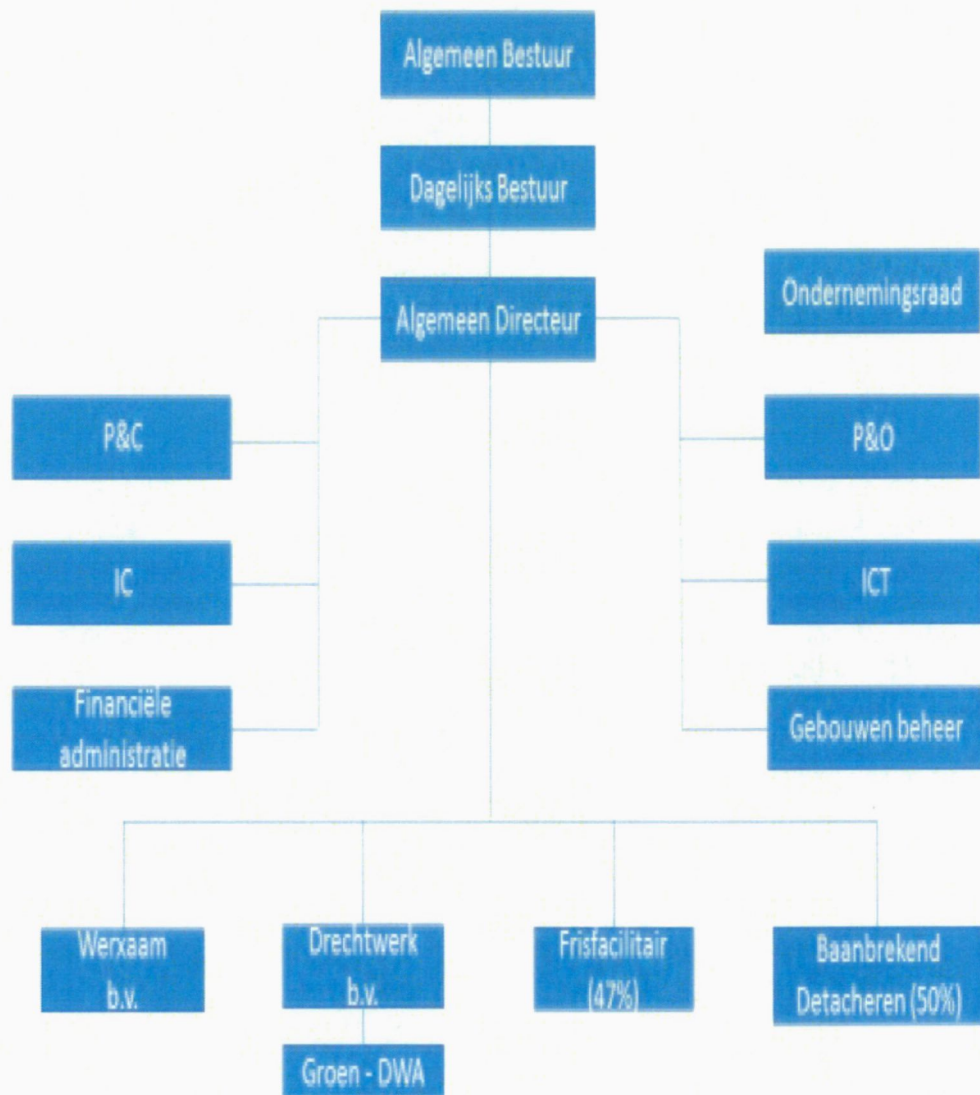 Algemeen Bestuur
Dagelijks Bestuur
Algemeen Directeur
Ondernemingsraad
P&C
P&O
IC
ICT
Financiële
administratie
Gebouwen beheer
Werxaam
b.v.
Drechtwerk
b.v.
Frisfacilitair
(47%)
Baanbrekend
Detacheren (50%)
Groen - DWA